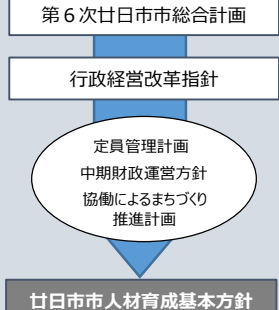 第６次廿日市市総合計画
行政経営改革指針
定員管理計画
中期財政運営方針
協働によるまちづくり
推進計画
廿日市市人材育成基本方針